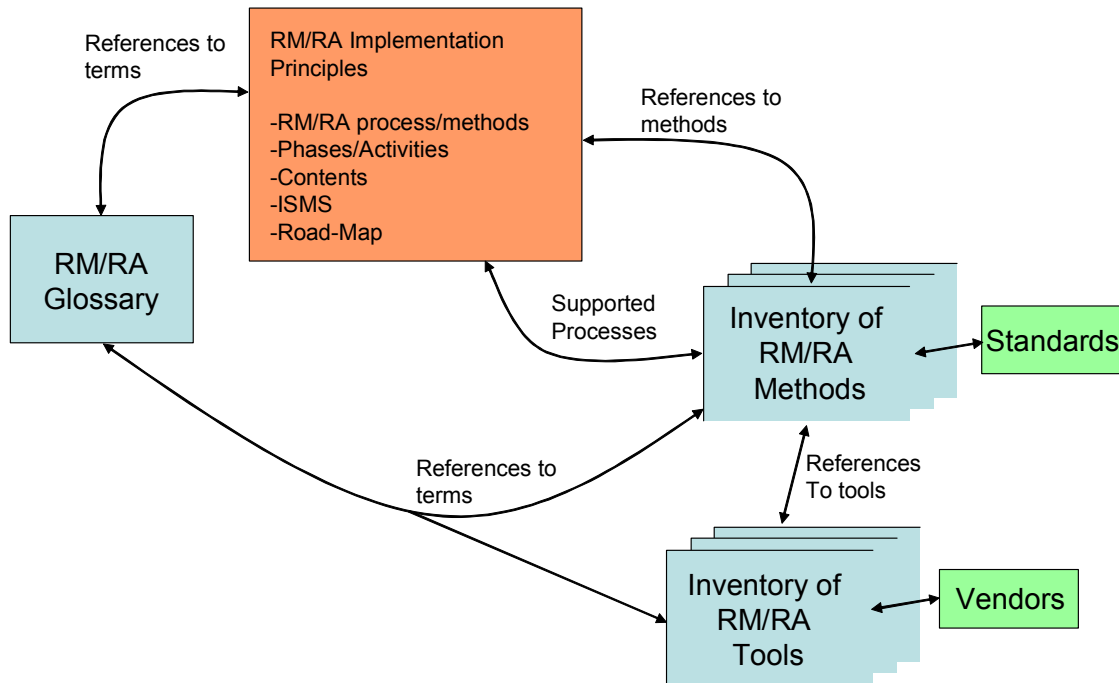 References to
terms
RM/RA Implementation
Principles
-RM/RA process/methods
-Phases/Activities
-Contents
-ISMS
-Road-Map
References to
methods
RM/RA
Glossary
Supported
Processes
Inventory of
RM/RA
Methods
Standards
References to
terms
References
To tools
Inventory of
RM/RA
Tools
Vendors